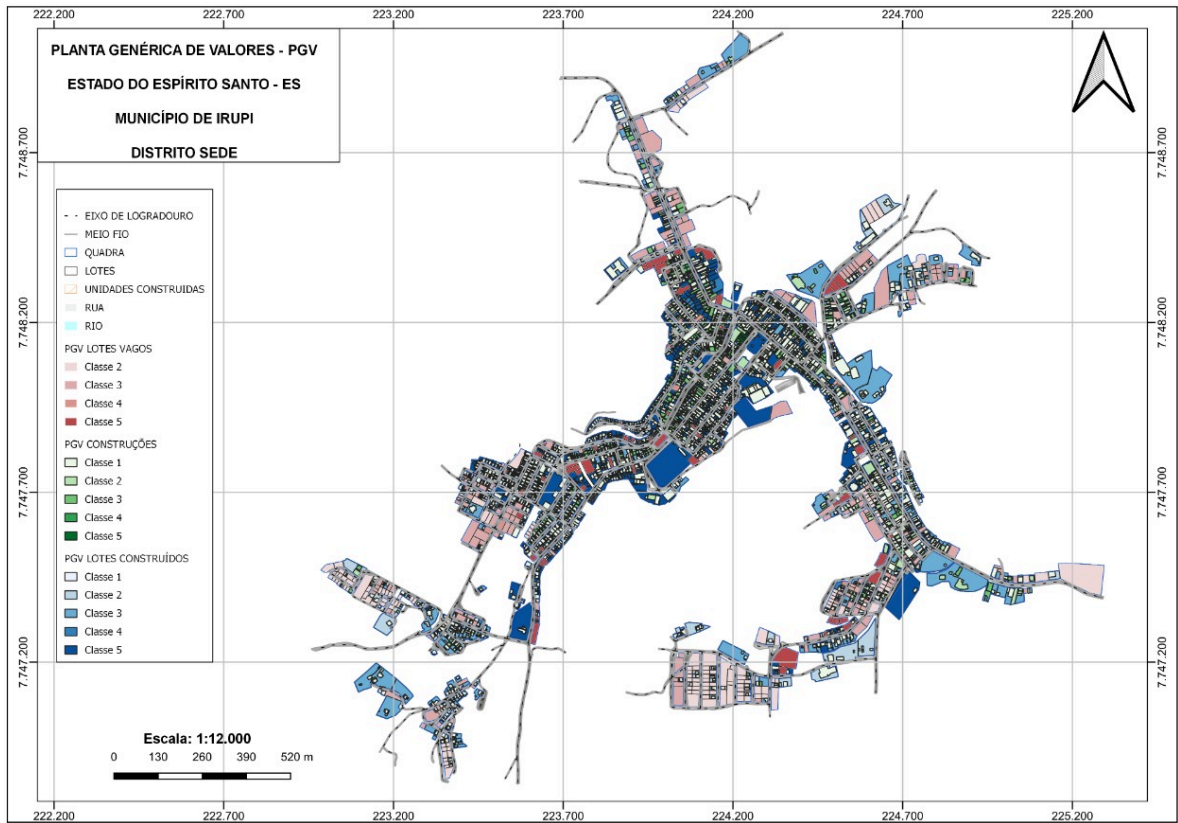 222.200 222.700 223.200 223.700 224.200 224.700 225.200
PLANTA GENÉRICA DE VALORES - PGV
ESTADO DO ESPÍRITO SANTO - ES
MUNICÍPIO DE IRUPI
DISTRITO SEDE
7.748.700 7.748.700
EIXO DE LOGRADOURO
MEIO FIO
QUADRA
LOTES
UNIDADES CONSTRUIDAS
RUA
RIO
7.748.200 7.748.200
PGV LOTES VAGOS
Classe 2
Classe 3
Classe 4
Classe 5
PGV CONSTRUÇÕES
Classe 1
Classe 2
Classe 3
Classe 4
Classe 5
7.747.700 7.747.700
PGV LOTES CONSTRUÍDOS
Classe 1
Classe 2
Classe 3
Classe 4
Classe 5
7.747.200 7.747.200
Escala: 1:12.000
0 130 260 390 520 m
222.200 222.700 223.200 223.700 224.200 224.700 225.200